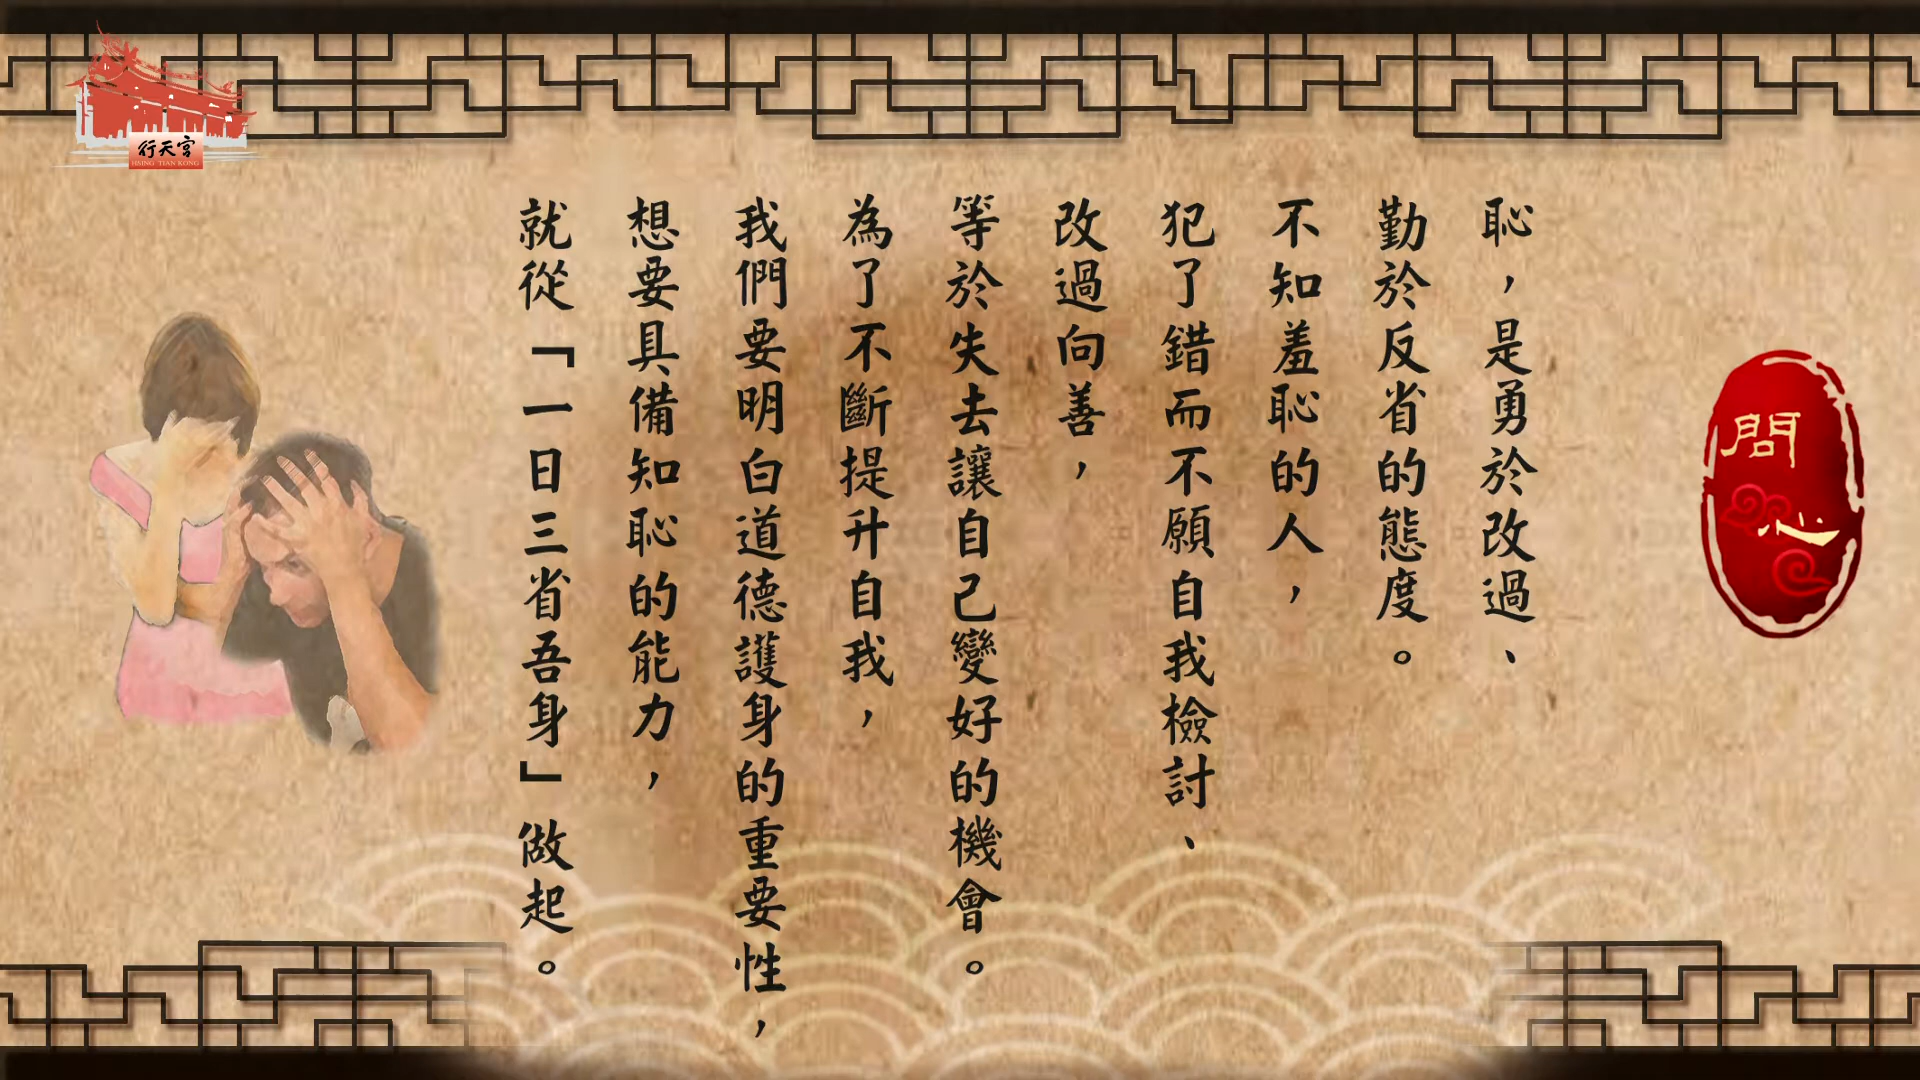 行天宮
HSING TIAN KONG
問心
恥，是勇於改過、
勤於反省的態度。
不知羞恥的人，
犯了錯而不願自我檢討、
改過向善，
等於失去讓自己變好的機會。
為了不斷提升自我，
我們要明白道德護身的重要性，
想要具備知恥的能力，
就從「一日三省吾身」做起。